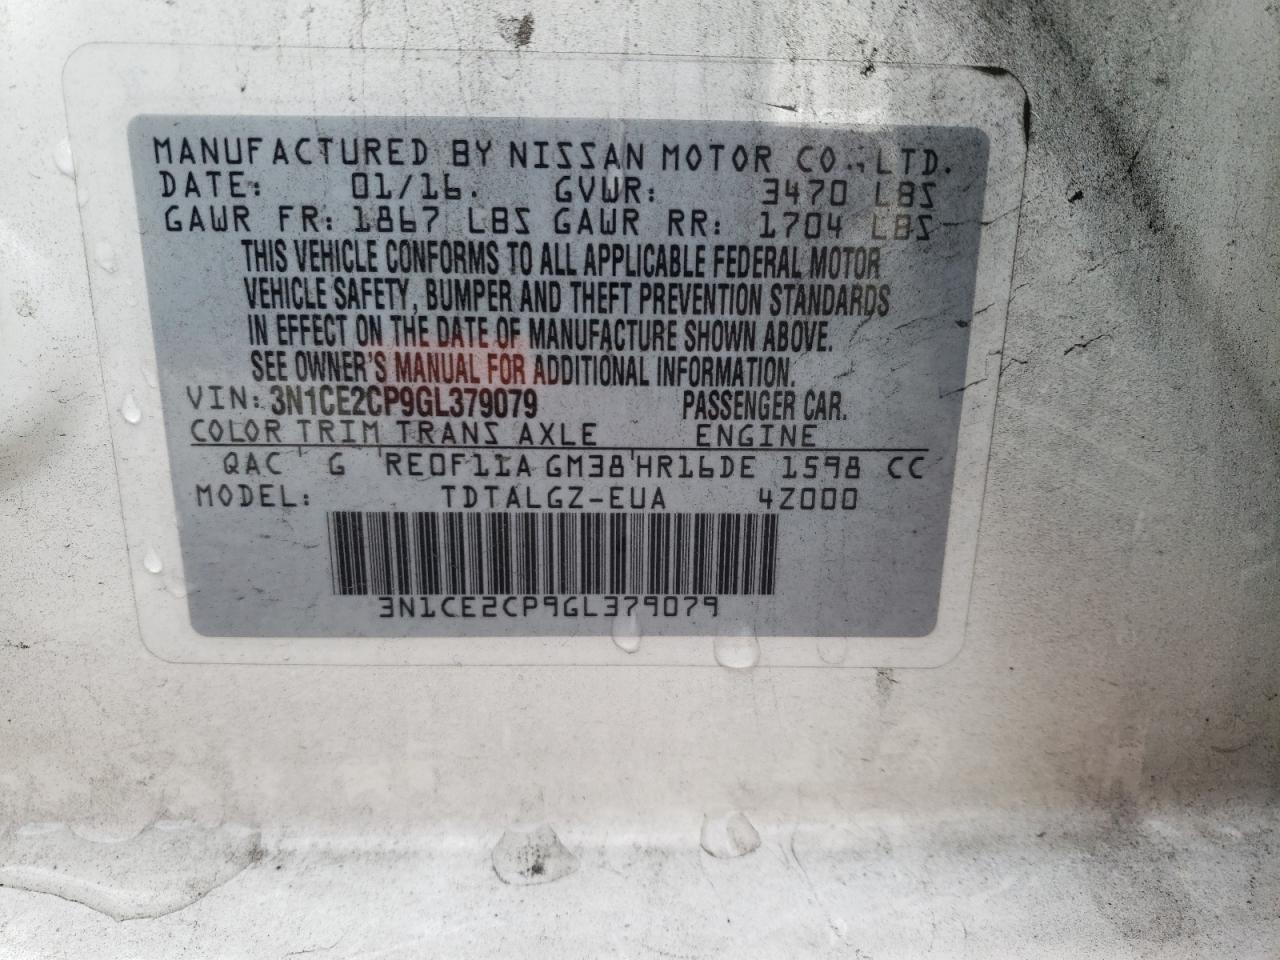 MANUFACTURED BY NISSAN MOTOR CO., LTD.
DATE: 01/16. GVWR: 3470 LBS
GAWR FR: 1867 LBS GAWR RR: 1704 LBS
THIS VEHICLE CONFORMS TO ALL APPLICABLE FEDERAL MOTOR
VEHICLE SAFETY, BUMPER AND THEFT PREVENTION STANDARDS
IN EFFECT ON THE DATE OF MANUFACTURE SHOWN ABOVE.
SEE OWNER'S MANUAL FOR ADDITIONAL INFORMATION.
VIN: 3N1CE2CP9GL379079 PASSENGER CAR.
COLOR TRIM TRANS AXLE ENGINE
QAC G RE0F11A GM38 HR16DE 1598 CC
MODEL: TDTALGZ-EUA 4Z000
3N1CE2CP9GL379079